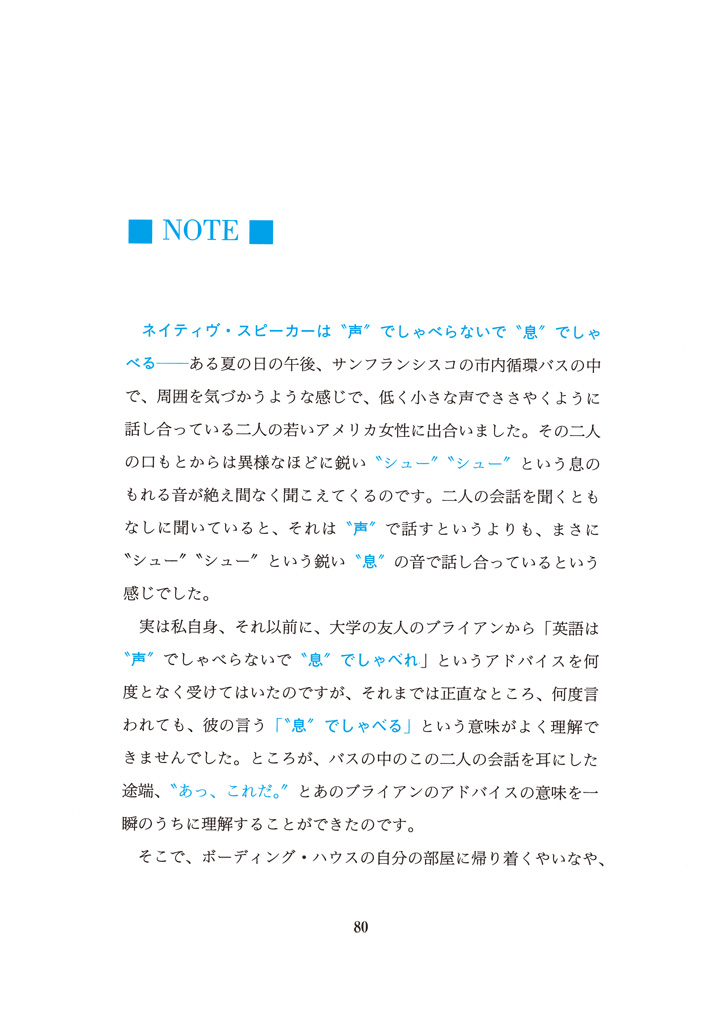 ■ NOTE ■
ネイティヴ・スピーカーは〝声〞でしゃべらないで〝息〞でしゃ
べる──ある夏の日の午後、サンフランシスコの市内循環バスの中
で、周囲を気づかうような感じで、低く小さな声でささやくように
話し合っている二人の若いアメリカ女性に出合いました。その二人
の口もとからは異様なほどに鋭い〝シュー〞〝シュー〞という息の
もれる音が絶え間なく聞こえてくるのです。二人の会話を聞くとも
なしに聞いていると、それは〝声〞で話すというよりも、まさに
〝シュー〞〝シュー〞という鋭い〝息〞の音で話し合っているという
感じでした。
実は私自身、それ以前に、大学の友人のブライアンから「英語は
〝声〞でしゃべらないで〝息〞でしゃべれ」というアドバイスを何
度となく受けてはいたのですが、それまでは正直なところ、何度言
われても、彼の言う「〝息〞でしゃべる」という意味がよく理解で
きませんでした。ところが、バスの中のこの二人の会話を耳にした
途端、〝あっ、これだ。〞とあのブライアンのアドバイスの意味を一
瞬のうちに理解することができたのです。
そこで、ボーディング・ハウスの自分の部屋に帰り着くやいなや、
80